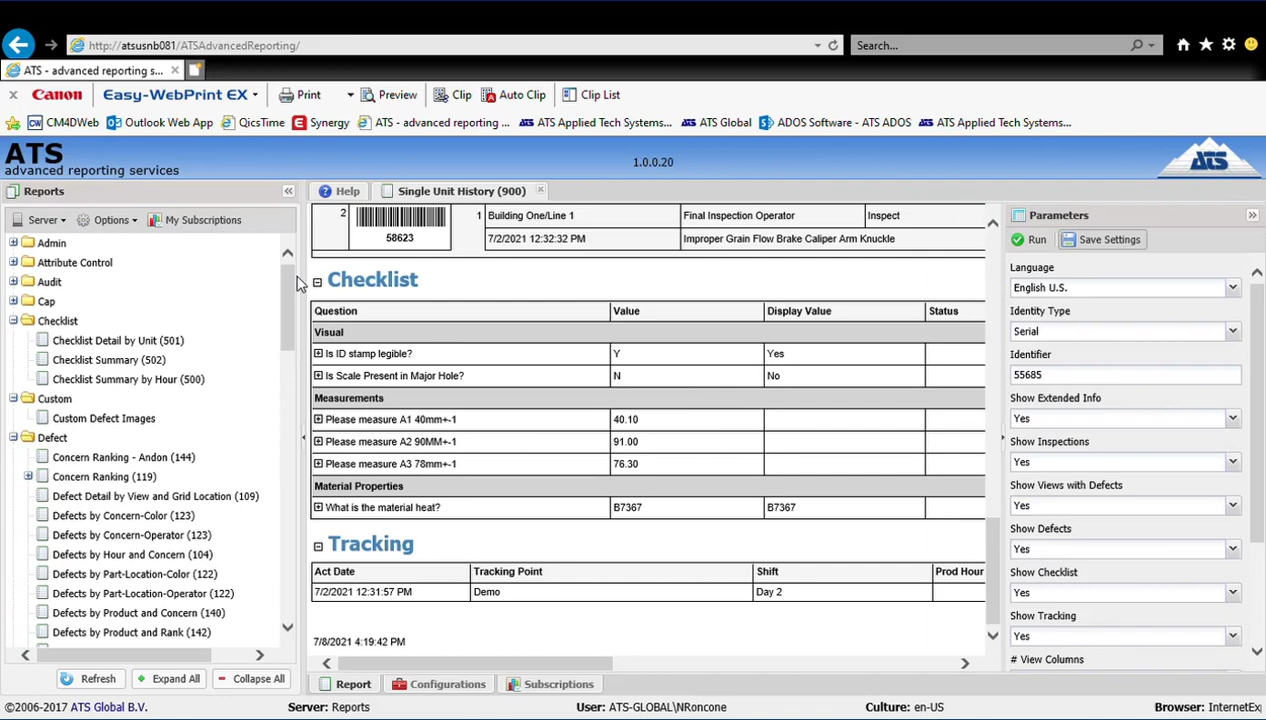 http://atsusnb081/ATSAdvancedReporting/
Search...
ATS - advanced reporting s...
Canon Easy-WebPrint EX Print Preview Clip Auto Clip Clip List
CM4DWeb Outlook Web App QicsTime Synergy ATS - advanced reporting ... ATS ATS Applied Tech Systems... ATS ATS Global ADOS Software - ATS ADOS ATS ATS Applied Tech Systems...
ATS
advanced reporting services
1.0.0.20
ATS
Reports
Server Options My Subscriptions
Admin
Attribute Control
Audit
Cap
Checklist
Checklist Detail by Unit (501)
Checklist Summary (502)
Checklist Summary by Hour (500)
Custom
Custom Defect Images
Defect
Concern Ranking - Andon (144)
Concern Ranking (119)
Defect Detail by View and Grid Location (109)
Defects by Concern-Color (123)
Defects by Concern-Operator (123)
Defects by Hour and Concern (104)
Defects by Part-Location-Color (122)
Defects by Part-Location-Operator (122)
Defects by Product and Concern (140)
Defects by Product and Rank (142)
Refresh Expand All Collapse All
Help Single Unit History (900)
2 58623 1 Building One/Line 1 Final Inspection Operator Inspect
7/2/2021 12:32:32 PM Improper Grain Flow Brake Caliper Arm Knuckle
Checklist
Question Value Display Value Status
Visual
Is ID stamp legible? Y Yes
Is Scale Present in Major Hole? N No
Measurements
Please measure A1 40mm+-1 40.10
Please measure A2 90MM+-1 91.00
Please measure A3 78mm+-1 76.30
Material Properties
What is the material heat? B7367 B7367
Tracking
Act Date Tracking Point Shift Prod Hour
7/2/2021 12:31:57 PM Demo Day 2
7/8/2021 4:19:42 PM
Report Configurations Subscriptions
Parameters
Run Save Settings
Language
English U.S.
Identity Type
Serial
Identifier
55685
Show Extended Info
Yes
Show Inspections
Yes
Show Views with Defects
Yes
Show Defects
Yes
Show Checklist
Yes
Show Tracking
Yes
# View Columns
©2006-2017 ATS Global B.V. Server: Reports User: ATS-GLOBAL\NRoncone Culture: en-US Browser: InternetExp